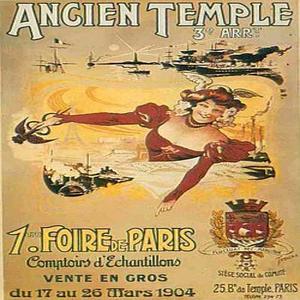 ANCIEN TEMPLE
3e ARRt
1ère FOIRE DE PARIS
Comptoirs d'Echantillons
VENTE EN GROS
du 17 au 26 Mars 1904
SIÈGE SOCIAL du COMITÉ
25. Bd du Temple. PARIS